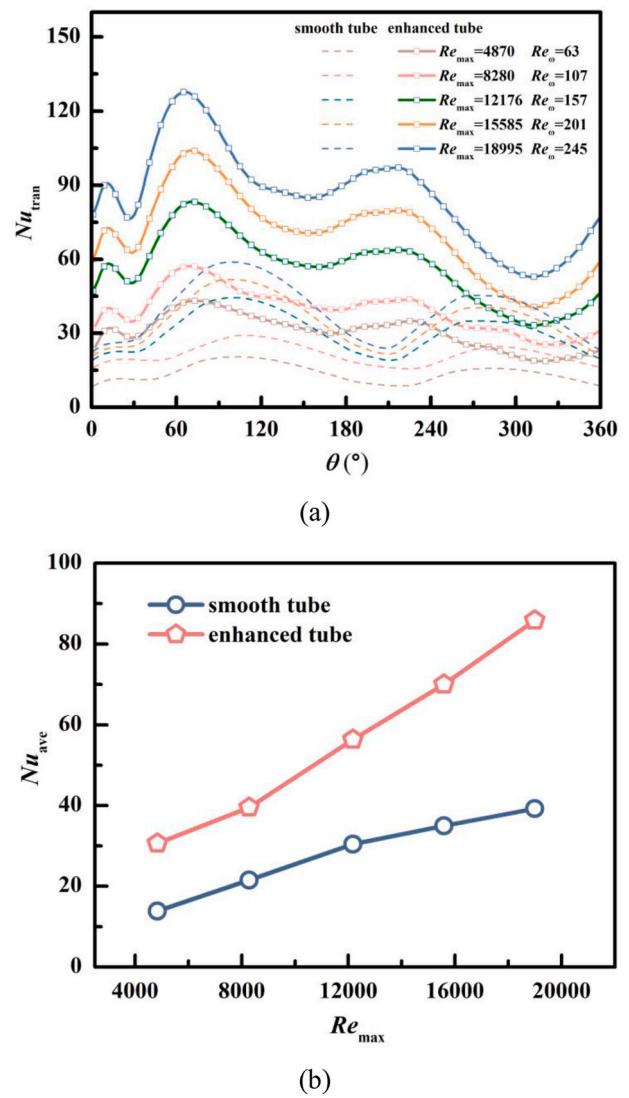 150
120
90
60
30
0
Nu_tran
smooth tube enhanced tube
Re_max=4870 Re_ω=63
Re_max=8280 Re_ω=107
Re_max=12176 Re_ω=157
Re_max=15585 Re_ω=201
Re_max=18995 Re_ω=245
0 60 120 180 240 300 360
θ (°)
(a)
100
80
60
40
20
0
Nu_ave
smooth tube
enhanced tube
4000 8000 12000 16000 20000
Re_max
(b)